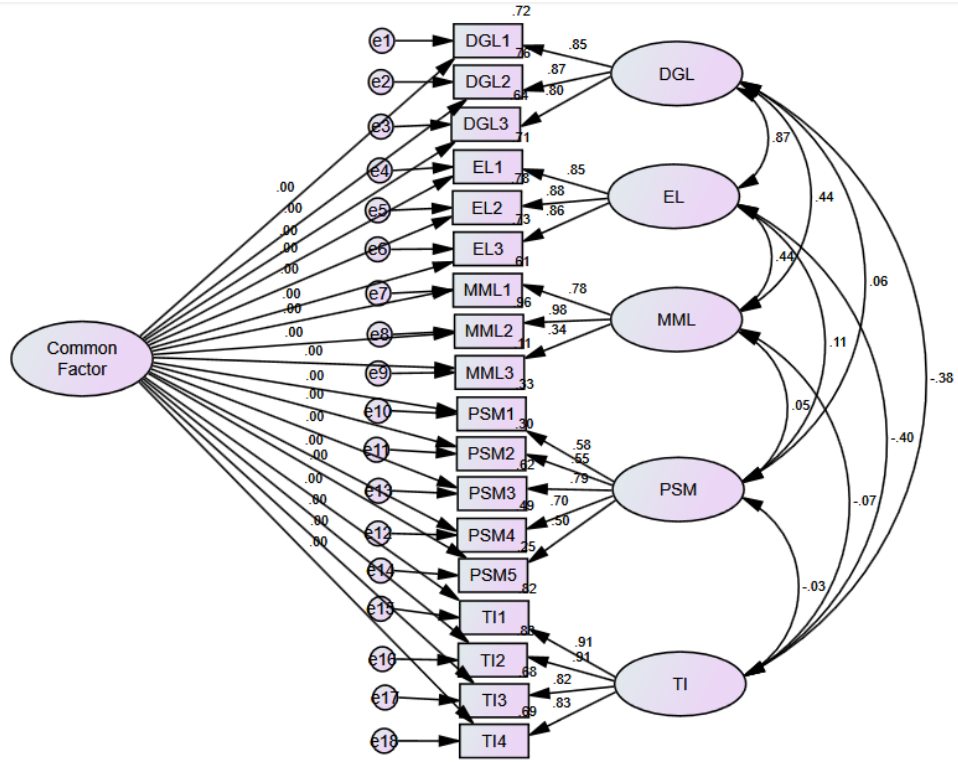 .72
e1
DGL1
.85
.76
DGL
e2
DGL2
.87
.64
.80
e3
DGL3
.71
.87
e4
EL1
.85
.78
.00
.88
EL
.44
e5
EL2
.00
.86
.73
.00
e6
EL3
.00
.61
.44
.00
e7
MML1
.78
.06
.00
.96
.00
.98
MML
e8
MML2
.00
.34
.11
Common
Factor
.00
.11
e9
MML3
.00
.33
-.38
.00
.05
e10
PSM1
.30
.00
.58
-.40
.00
e11
PSM2
.55
.00
.62
.79
.00
e13
PSM3
PSM
.00
.49
.70
-.07
.00
.50
e12
PSM4
.00
.25
e14
PSM5
.82
-.03
e15
TI1
.83
.91
e16
TI2
.91
.68
.82
TI
e17
TI3
.83
.69
e18
TI4